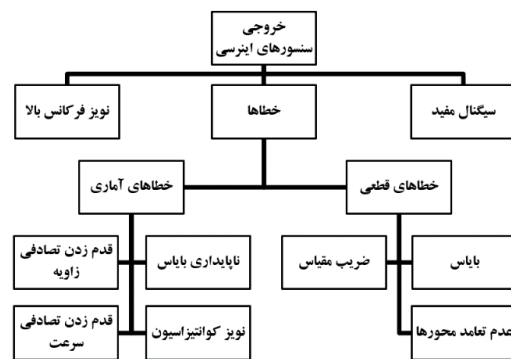 خروجی
سنسورهای اینرسی
سیگنال مفید
خطاها
نویز فرکانس بالا
خطاهای قطعی
خطاهای آماری
بایاس
ضریب مقیاس
ناپایداری بایاس
قدم زدن تصادفی
زاویه
عدم تعامد محورها
نویز کوانتیزاسیون
قدم زدن تصادفی
سرعت